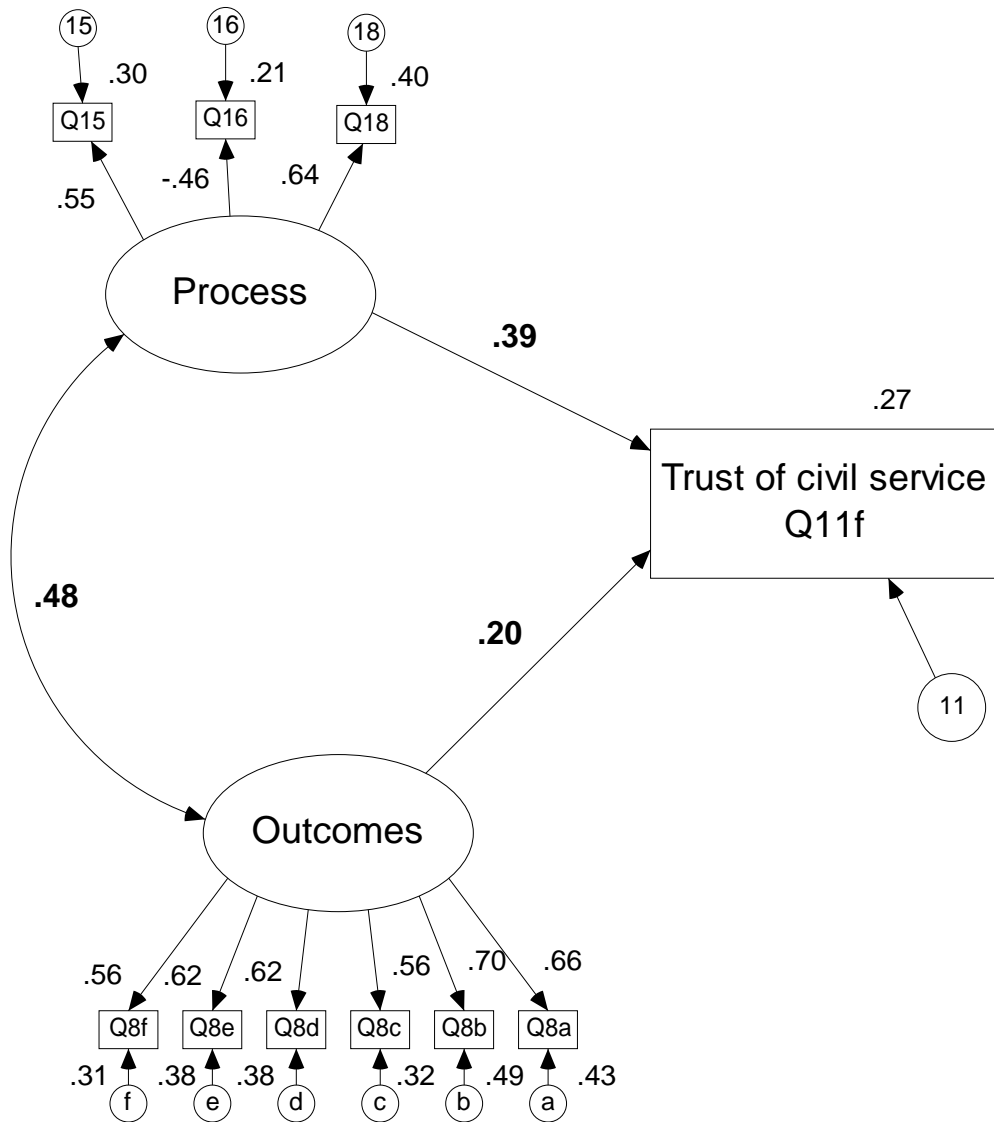 15 16 18
.30 .21 .40
Q15 Q16 Q18
.55 -.46 .64
Process
.39
.27
Trust of civil service
Q11f
.48
.20
11
Outcomes
.56 .62 .62 .56 .70 .66
Q8f Q8e Q8d Q8c Q8b Q8a
.31 .38 .38 .32 .49 .43
f e d c b a